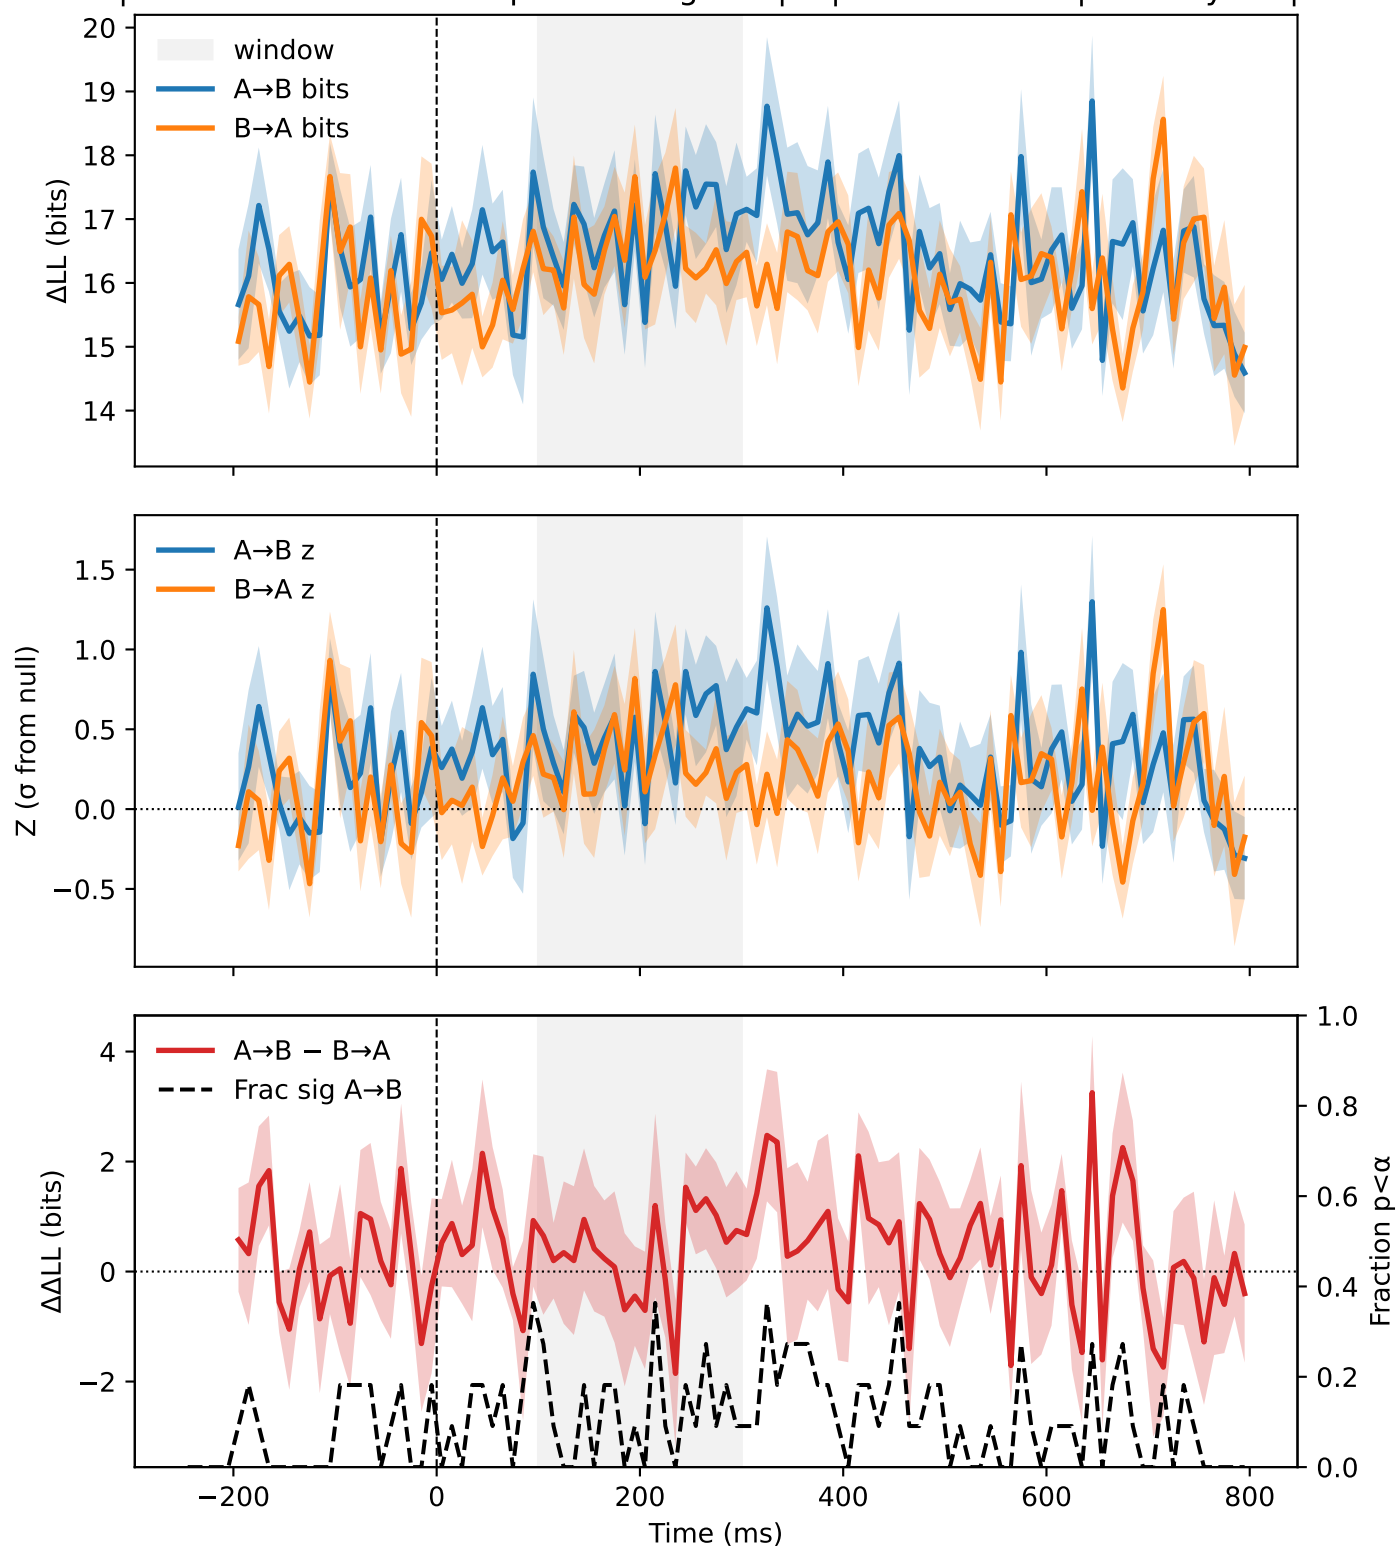 20
19
18
17
16
15
14
ΔLL (bits)
window
A→B bits
B→A bits
1.5
1.0
0.5
0.0
−0.5
Z (σ from null)
A→B z
B→A z
4
2
0
−2
ΔΔLL (bits)
A→B − B→A
Frac sig A→B
1.0
0.8
0.6
0.4
0.2
0.0
Fraction p<α
−200 0 200 400 600 800
Time (ms)